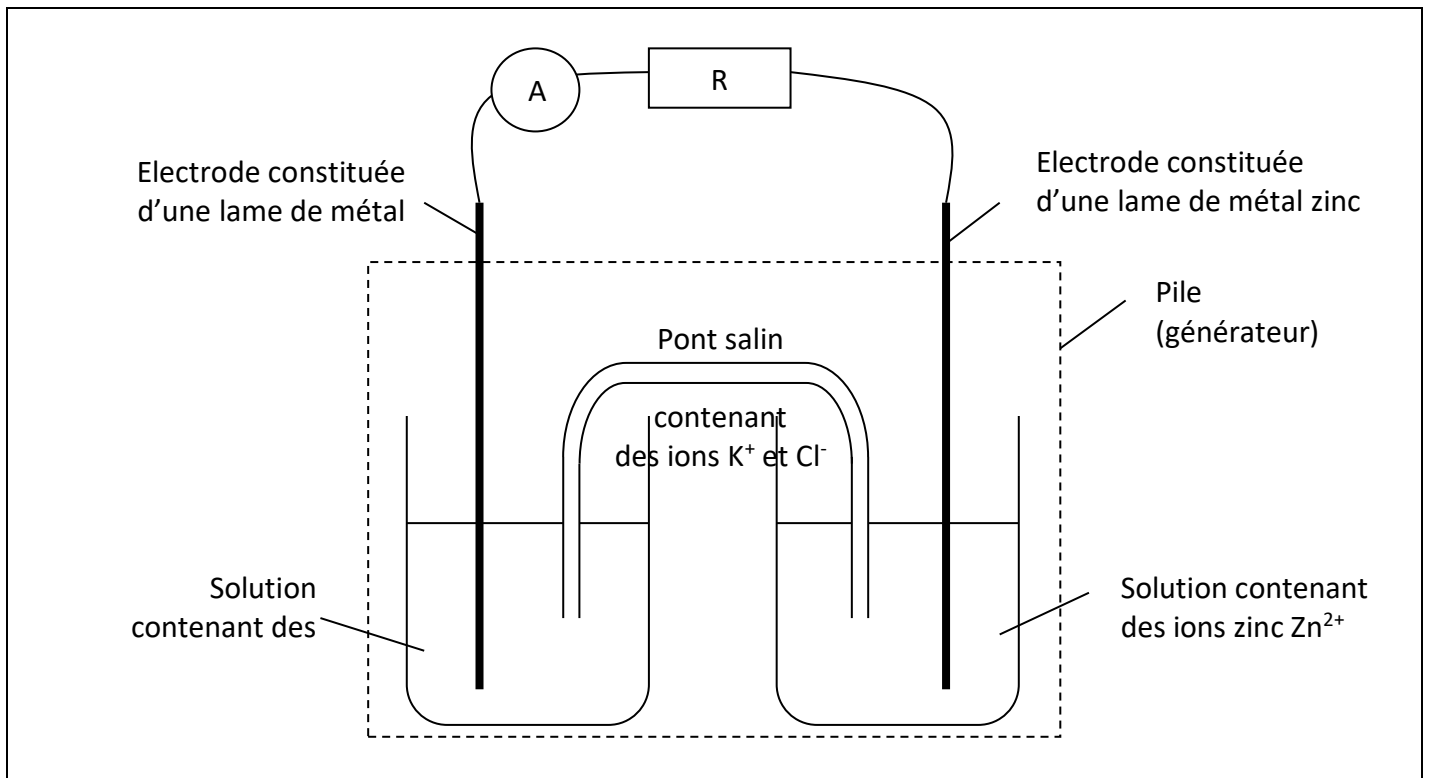 A
R
Electrode constituée
d’une lame de métal
Electrode constituée
d’une lame de métal zinc
Pile
(générateur)
Pont salin
contenant
des ions K⁺ et Cl⁻
Solution
contenant des
Solution contenant
des ions zinc Zn²⁺